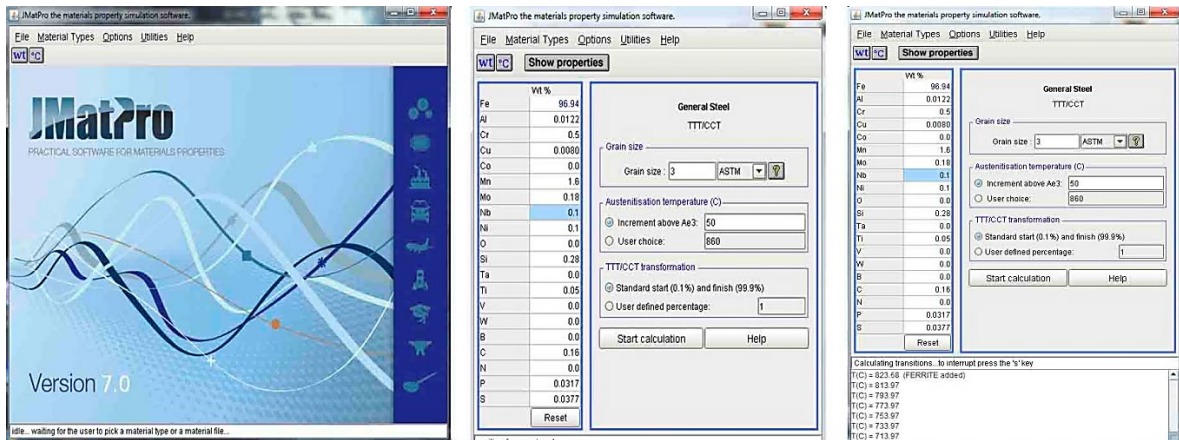 JMatPro the materials property simulation software.
File Material Types Options Utilities Help
wt °C
JMatPro
PRACTICAL SOFTWARE FOR MATERIALS PROPERTIES
Version 7.0
idle... waiting for the user to pick a material type or a material file...
JMatPro the materials property simulation software.
File Material Types Options Utilities Help
wt °C Show properties
Wt %
Fe 96.94
Al 0.0122
Cr 0.5
Cu 0.0080
Co 0.0
Mn 1.6
Mo 0.18
Nb 0.1
Ni 0.1
O 0.0
Si 0.28
Ta 0.0
Ti 0.05
V 0.0
W 0.0
B 0.0
C 0.16
N 0.0
P 0.0317
S 0.0377
Reset
General Steel
TTT/CCT
Grain size
Grain size : 3 ASTM ?
Austenitisation temperature (C)
Increment above Ae3: 50
User choice: 860
TTT/CCT transformation
Standard start (0.1%) and finish (99.9%)
User defined percentage: 1
Start calculation Help
JMatPro the materials property simulation software.
File Material Types Options Utilities Help
wt °C Show properties
Wt %
Fe 96.94
Al 0.0122
Cr 0.5
Cu 0.0080
Co 0.0
Mn 1.6
Mo 0.18
Nb 0.1
Ni 0.1
O 0.0
Si 0.28
Ta 0.0
Ti 0.05
V 0.0
W 0.0
B 0.0
C 0.16
N 0.0
P 0.0317
S 0.0377
Reset
General Steel
TTT/CCT
Grain size
Grain size : 3 ASTM ?
Austenitisation temperature (C)
Increment above Ae3: 50
User choice: 860
TTT/CCT transformation
Standard start (0.1%) and finish (99.9%)
User defined percentage: 1
Start calculation Help
Calculating transitions...to interrupt press the 's' key
T(C) = 823.68 (FERRITE added)
T(C) = 813.97
T(C) = 793.97
T(C) = 773.97
T(C) = 753.97
T(C) = 733.97
T(C) = 713.97